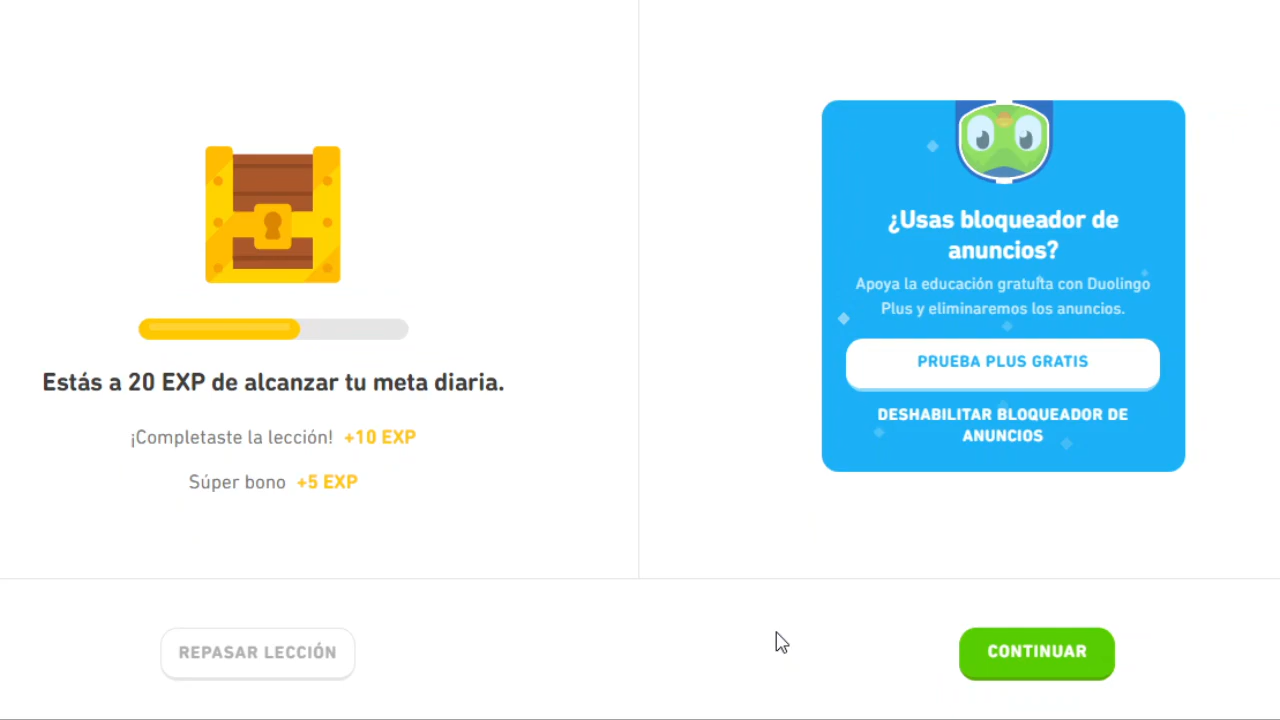 Estás a 20 EXP de alcanzar tu meta diaria.
¡Completaste la lección! +10 EXP
Súper bono +5 EXP
¿Usas bloqueador de
anuncios?
Apoya la educación gratuita con Duolingo
Plus y eliminaremos los anuncios.
PRUEBA PLUS GRATIS
DESHABILITAR BLOQUEADOR DE
ANUNCIOS
REPASAR LECCIÓN
CONTINUAR